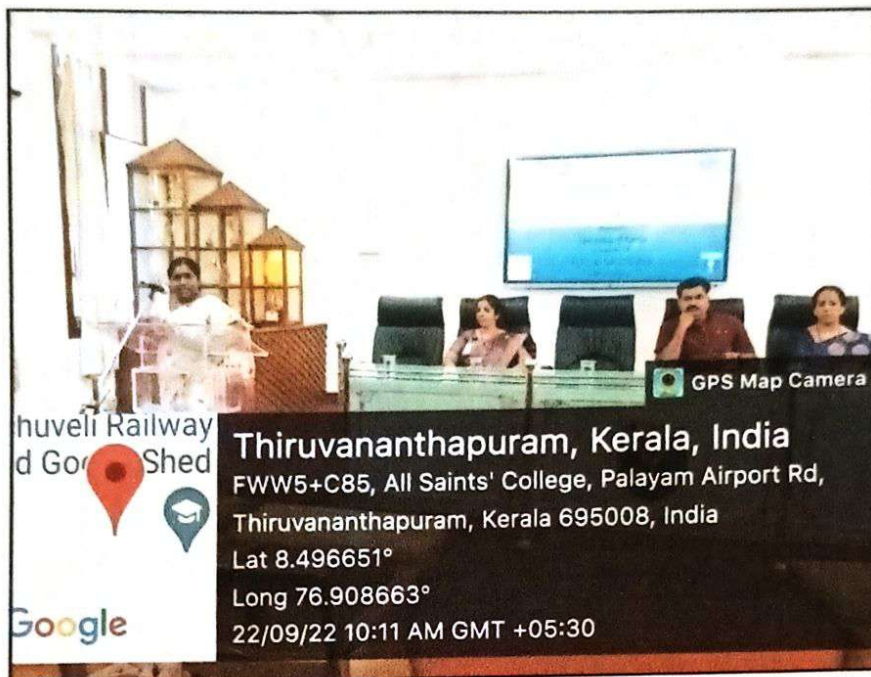 GPS Map Camera
huveli Railway
d Go Shed
Google
Thiruvananthapuram, Kerala, India
FWW5+C85, All Saints' College, Palayam Airport Rd,
Thiruvananthapuram, Kerala 695008, India
Lat 8.496651°
Long 76.908663°
22/09/22 10:11 AM GMT +05:30